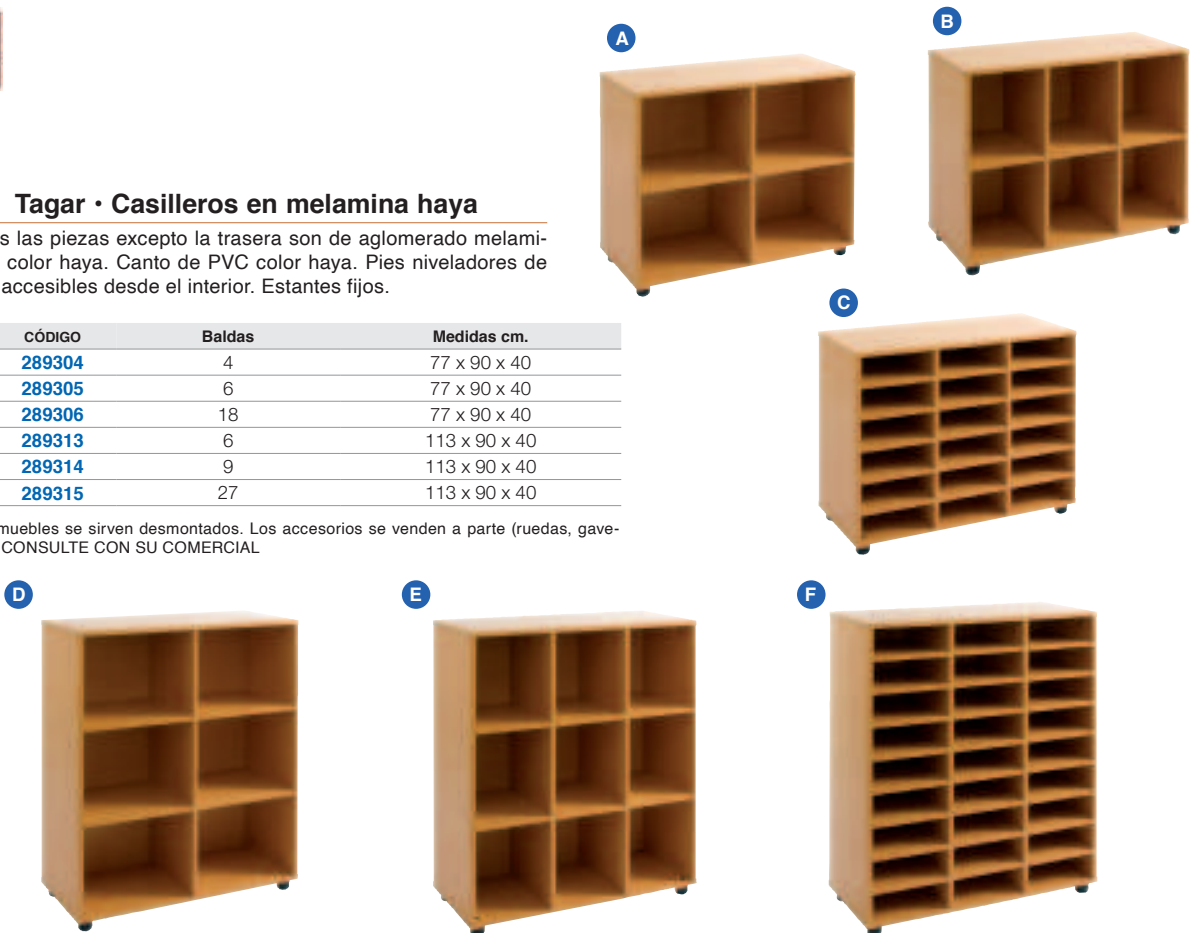 A
B
Tagar · Casilleros en melamina haya
s las piezas excepto la trasera son de aglomerado melami-
color haya. Canto de PVC color haya. Pies niveladores de
accesibles desde el interior. Estantes fijos.
C
CÓDIGO Baldas Medidas cm.
289304 4 77 x 90 x 40
289305 6 77 x 90 x 40
289306 18 77 x 90 x 40
289313 6 113 x 90 x 40
289314 9 113 x 90 x 40
289315 27 113 x 90 x 40
muebles se sirven desmontados. Los accesorios se venden a parte (ruedas, gave-
CONSULTE CON SU COMERCIAL
D
E
F